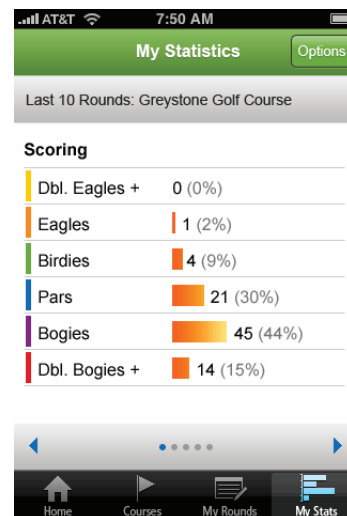 AT&T 7:50 AM
My Statistics Options
Last 10 Rounds: Greystone Golf Course
Scoring
Dbl. Eagles + 0 (0%)
Eagles 1 (2%)
Birdies 4 (9%)
Pars 21 (30%)
Bogies 45 (44%)
Dbl. Bogies + 14 (15%)
Home Courses My Rounds My Stats